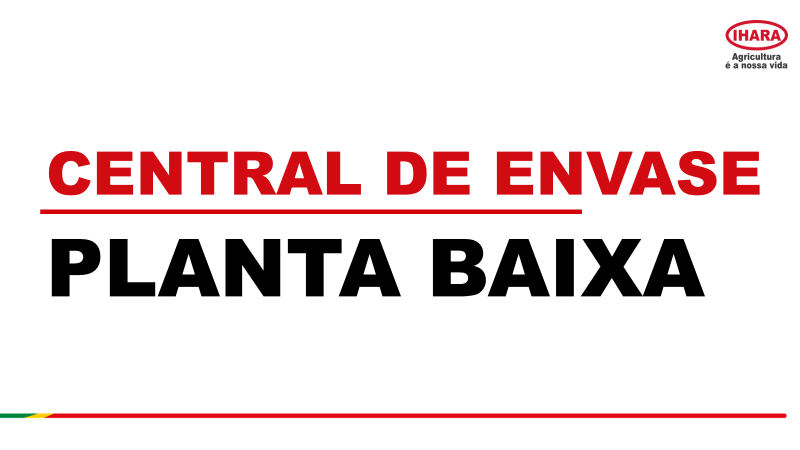 IHARA
Agricultura
é a nossa vida
CENTRAL DE ENVASE
PLANTA BAIXA